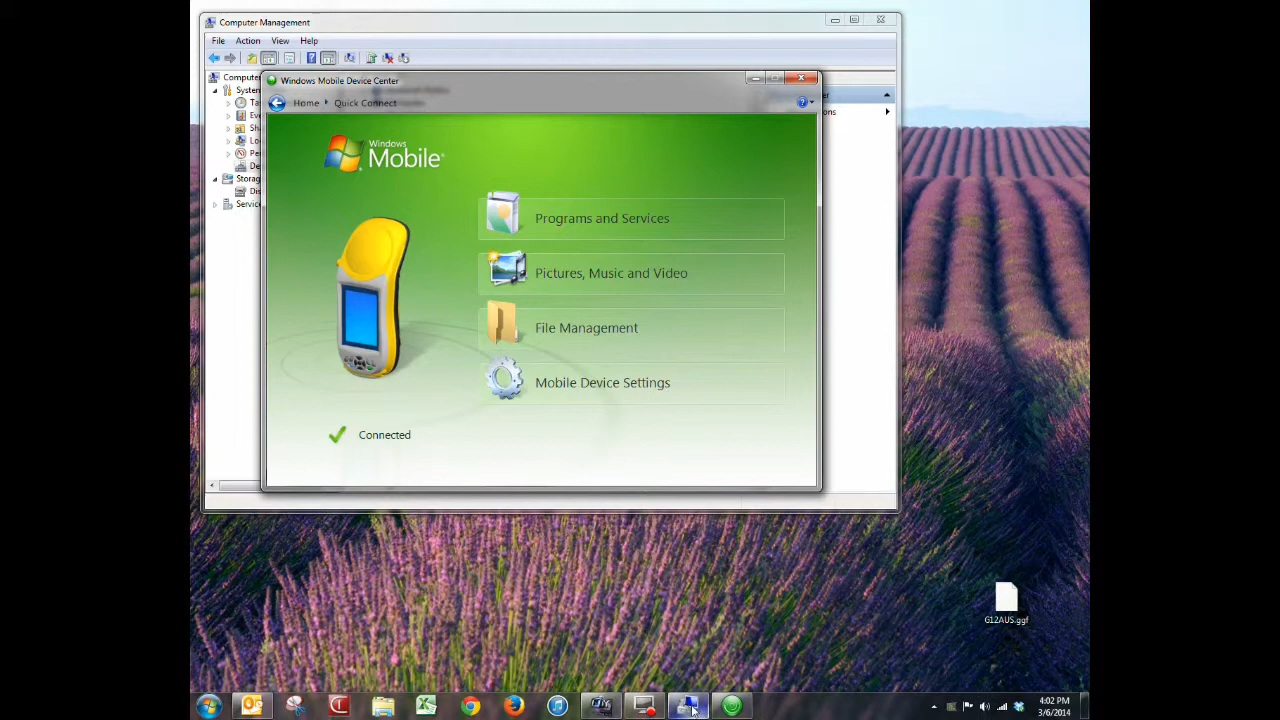 Computer Management
File Action View Help
Windows Mobile Device Center
Home Quick Connect
Windows
Mobile
Programs and Services
Pictures, Music and Video
File Management
Mobile Device Settings
Connected
G12AUS.ggf
4:02 PM
3/6/2014